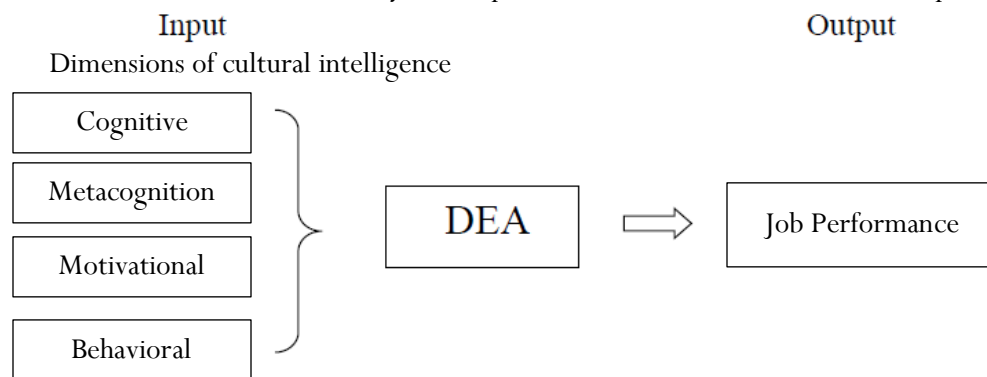 Input
Output
Dimensions of cultural intelligence
Cognitive
Metacognition
Motivational
Behavioral
DEA
Job Performance